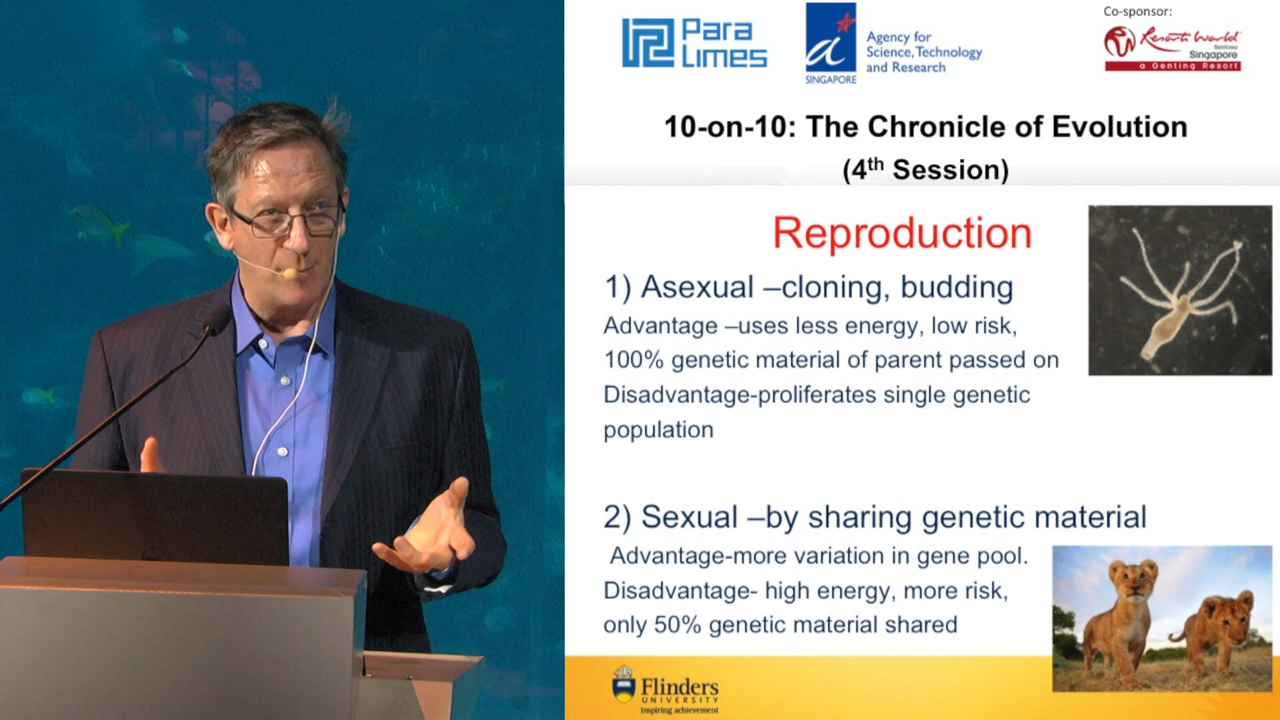 Para
Limes
SINGAPORE
Agency for
Science, Technology
and Research
Co-sponsor:
Resorts World
Sentosa
Singapore
a Genting Resort
10-on-10: The Chronicle of Evolution
(4th Session)
Reproduction
1) Asexual –cloning, budding
Advantage –uses less energy, low risk,
100% genetic material of parent passed on
Disadvantage-proliferates single genetic
population
2) Sexual –by sharing genetic material
Advantage-more variation in gene pool.
Disadvantage- high energy, more risk,
only 50% genetic material shared
Flinders
UNIVERSITY
inspiring achievement